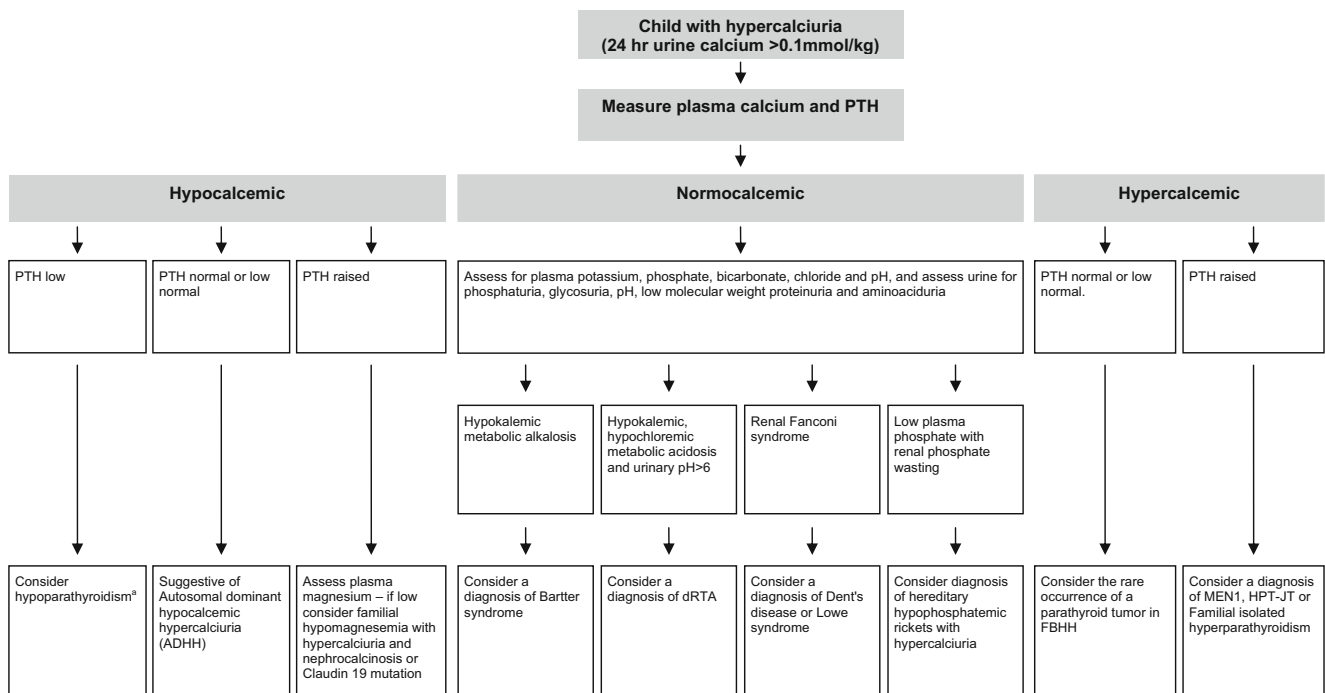 Child with hypercalciuria
(24 hr urine calcium >0.1mmol/kg)
Measure plasma calcium and PTH
Hypocalcemic
Normocalcemic
Hypercalcemic
PTH low
PTH normal or low
normal
PTH raised
Assess for plasma potassium, phosphate, bicarbonate, chloride and pH, and assess urine for
phosphaturia, glycosuria, pH, low molecular weight proteinuria and aminoaciduria
PTH normal or low
normal.
PTH raised
Hypokalemic
metabolic alkalosis
Hypokalemic,
hypochloremic
metabolic acidosis
and urinary pH>6
Renal Fanconi
syndrome
Low plasma
phosphate with
renal phosphate
wasting
Consider
hypoparathyroidismᵃ
Suggestive of
Autosomal dominant
hypocalcemic
hypercalciuria
(ADHH)
Assess plasma
magnesium – if low
consider familial
hypomagnesemia with
hypercalciuria and
nephrocalcinosis or
Claudin 19 mutation
Consider a
diagnosis of Bartter
syndrome
Consider a
diagnosis of dRTA
Consider a
diagnosis of Dent's
disease or Lowe
syndrome
Consider diagnosis
of hereditary
hypophosphatemic
rickets with
hypercalciuria
Consider the rare
occurrence of a
parathyroid tumor in
FBHH
Consider a diagnosis
of MEN1, HPT-JT or
Familial isolated
hyperparathyroidism